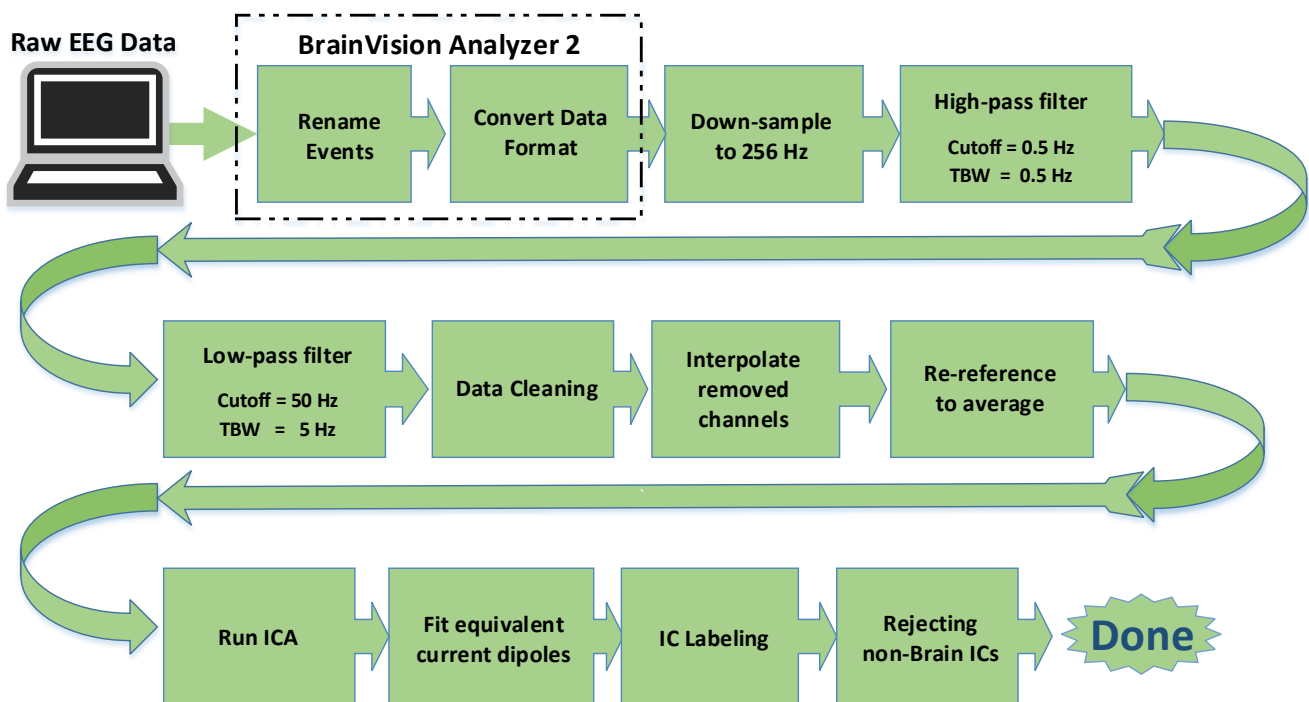 Raw EEG Data
BrainVision Analyzer 2
Rename
Events
Convert Data
Format
Down-sample
to 256 Hz
High-pass filter
Cutoff = 0.5 Hz
TBW = 0.5 Hz
Low-pass filter
Cutoff = 50 Hz
TBW = 5 Hz
Data Cleaning
Interpolate
removed
channels
Re-reference
to average
Run ICA
Fit equivalent
current dipoles
IC Labeling
Rejecting
non-Brain ICs
Done